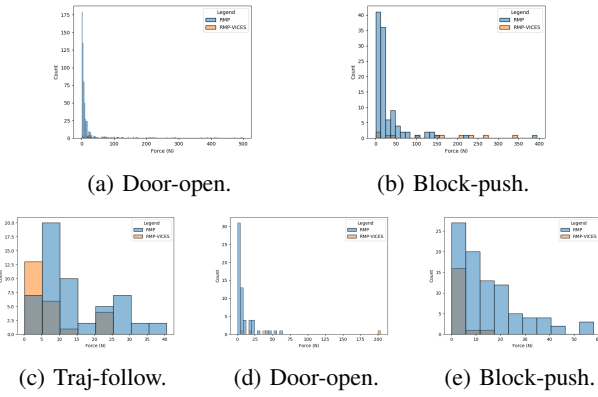 Legend
RMP
RMP-VICES
175
150
125
100
75
50
25
0
Count
0 100 200 300 400 500
Force (N)
(a) Door-open.
Legend
RMP
RMP-VICES
40
35
30
25
20
15
10
5
0
Count
0 50 100 150 200 250 300 350 400
Force (N)
(b) Block-push.
Legend
RMP
RMP-VICES
20.0
17.5
15.0
12.5
10.0
7.5
5.0
2.5
0.0
0 5 10 15 20 25 30 35 40
Force (N)
(c) Traj-follow.
Legend
RMP
RMP-VICES
30
25
20
15
10
5
0
Count
0 25 50 75 100 125 150 175 200
Force (N)
(d) Door-open.
Legend
RMP
RMP-VICES
25
20
15
10
5
0
Count
0 10 20 30 40 50
Force (N)
(e) Block-push.